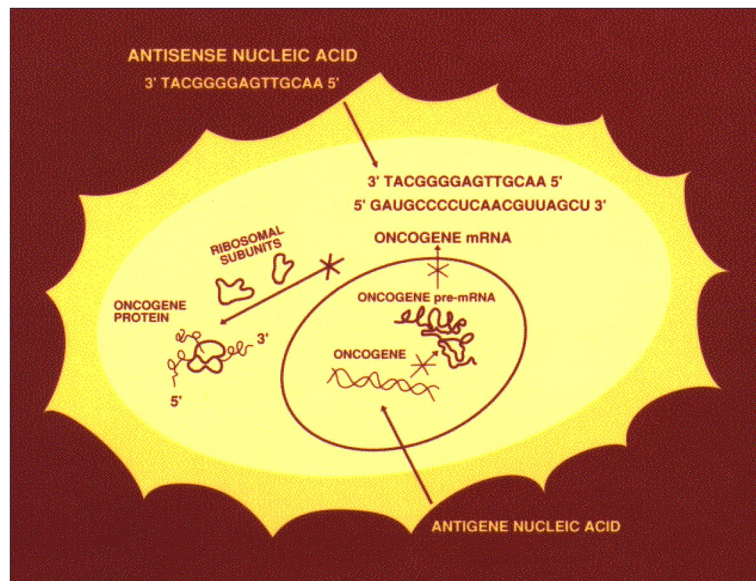 ANTISENSE NUCLEIC ACID
3' TACGGGGAGTTGCAA 5'
3' TACGGGGAGTTGCAA 5'
5' GAUGCCCCUCAACGUUAGCU 3'
ONCOGENE mRNA
RIBOSOMAL
SUBUNITS
ONCOGENE
PROTEIN
3'
5'
ONCOGENE pre-mRNA
ONCOGENE
ANTIGENE NUCLEIC ACID